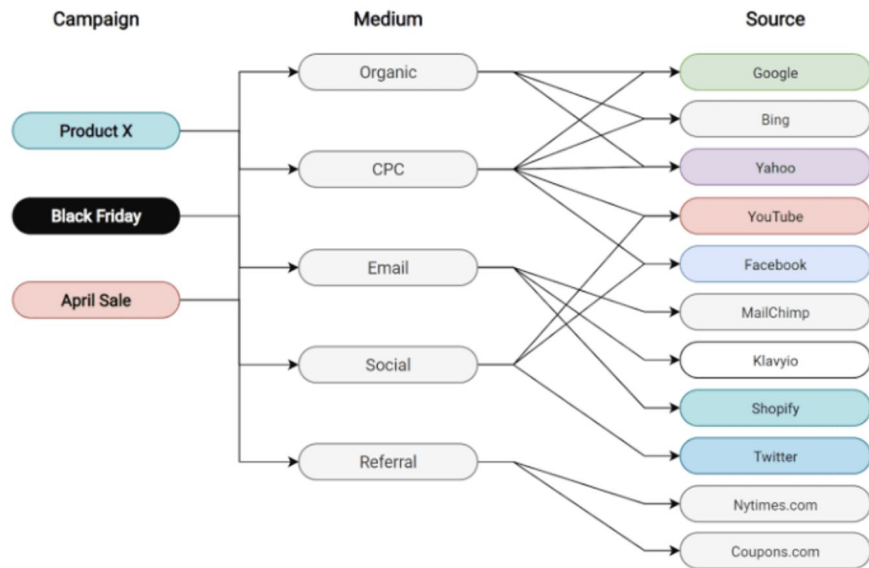 Campaign
Medium
Source
Product X
Black Friday
April Sale
Organic
CPC
Email
Social
Referral
Google
Bing
Yahoo
YouTube
Facebook
MailChimp
Klavyio
Shopify
Twitter
Nytimes.com
Coupons.com